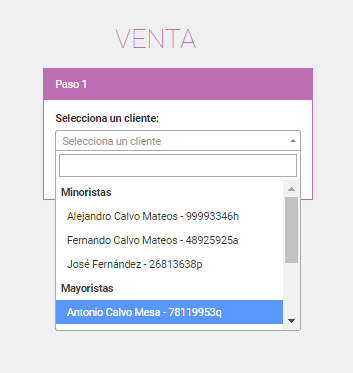 VENTA
Paso 1
Selecciona un cliente:
Selecciona un cliente
Minoristas
Alejandro Calvo Mateos - 99993346h
Fernando Calvo Mateos - 48925925a
José Fernández - 26813638p
Mayoristas
Antonio Calvo Mesa - 78119953q